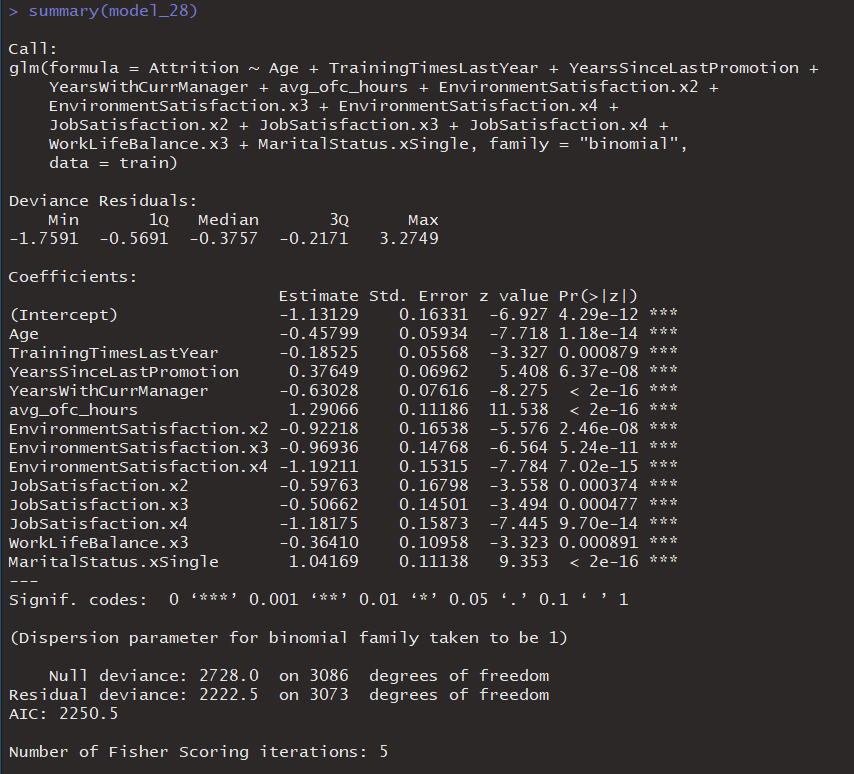 > summary(model_28)
Call:
glm(formula = Attrition ~ Age + TrainingTimesLastYear + YearsSinceLastPromotion +
    YearsWithCurrManager + avg_ofc_hours + EnvironmentSatisfaction.x2 +
    EnvironmentSatisfaction.x3 + EnvironmentSatisfaction.x4 +
    JobSatisfaction.x2 + JobSatisfaction.x3 + JobSatisfaction.x4 +
    WorkLifeBalance.x3 + MaritalStatus.xSingle, family = "binomial",
    data = train)
Deviance Residuals:
    Min       1Q   Median       3Q      Max
-1.7591  -0.5691  -0.3757  -0.2171   3.2749
Coefficients:
                           Estimate Std. Error z value Pr(>|z|)
(Intercept)                -1.13129    0.16331  -6.927 4.29e-12 ***
Age                        -0.45799    0.05934  -7.718 1.18e-14 ***
TrainingTimesLastYear      -0.18525    0.05568  -3.327 0.000879 ***
YearsSinceLastPromotion     0.37649    0.06962   5.408 6.37e-08 ***
YearsWithCurrManager       -0.63028    0.07616  -8.275  < 2e-16 ***
avg_ofc_hours               1.29066    0.11186  11.538  < 2e-16 ***
EnvironmentSatisfaction.x2 -0.92218    0.16538  -5.576 2.46e-08 ***
EnvironmentSatisfaction.x3 -0.96936    0.14768  -6.564 5.24e-11 ***
EnvironmentSatisfaction.x4 -1.19211    0.15315  -7.784 7.02e-15 ***
JobSatisfaction.x2         -0.59763    0.16798  -3.558 0.000374 ***
JobSatisfaction.x3         -0.50662    0.14501  -3.494 0.000477 ***
JobSatisfaction.x4         -1.18175    0.15873  -7.445 9.70e-14 ***
WorkLifeBalance.x3         -0.36410    0.10958  -3.323 0.000891 ***
MaritalStatus.xSingle       1.04169    0.11138   9.353  < 2e-16 ***
---
Signif. codes:  0 ‘***’ 0.001 ‘**’ 0.01 ‘*’ 0.05 ‘.’ 0.1 ‘ ’ 1
(Dispersion parameter for binomial family taken to be 1)
    Null deviance: 2728.0  on 3086  degrees of freedom
Residual deviance: 2222.5  on 3073  degrees of freedom
AIC: 2250.5
Number of Fisher Scoring iterations: 5